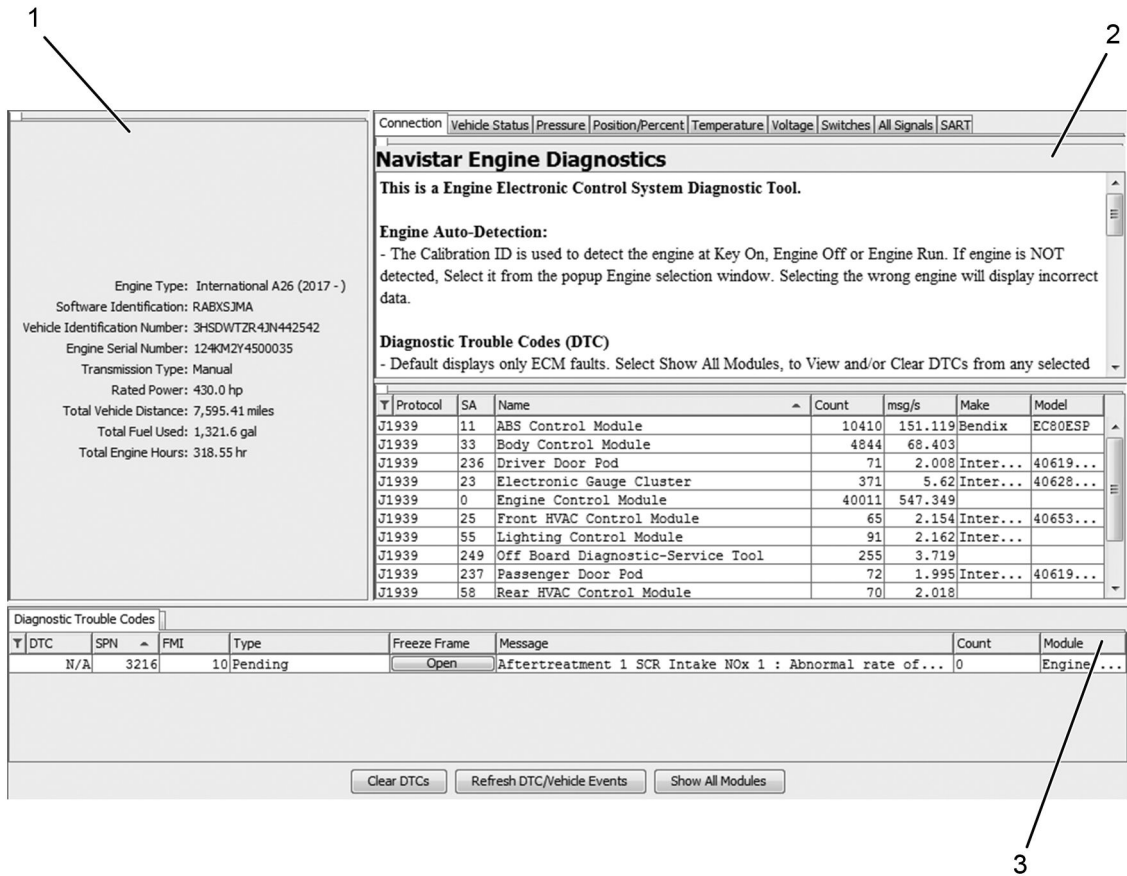 1
2
Engine Type: International A26 (2017 - )
Software Identification: RABXSJMA
Vehicle Identification Number: 3HSDWTZR4JN442542
Engine Serial Number: 124KM2Y4500035
Transmission Type: Manual
Rated Power: 430.0 hp
Total Vehicle Distance: 7,595.41 miles
Total Fuel Used: 1,321.6 gal
Total Engine Hours: 318.55 hr
Connection Vehicle Status Pressure Position/Percent Temperature Voltage Switches All Signals SART
Navistar Engine Diagnostics
This is a Engine Electronic Control System Diagnostic Tool.
Engine Auto-Detection:
- The Calibration ID is used to detect the engine at Key On, Engine Off or Engine Run. If engine is NOT
detected, Select it from the popup Engine selection window. Selecting the wrong engine will display incorrect
data.
Diagnostic Trouble Codes (DTC)
- Default displays only ECM faults. Select Show All Modules, to View and/or Clear DTCs from any selected
Protocol SA Name Count msg/s Make Model
J1939 11 ABS Control Module 10410 151.119 Bendix EC80ESP
J1939 33 Body Control Module 4844 68.403
J1939 236 Driver Door Pod 71 2.008 Inter... 40619...
J1939 23 Electronic Gauge Cluster 371 5.62 Inter... 40628...
J1939 0 Engine Control Module 40011 547.349
J1939 25 Front HVAC Control Module 65 2.154 Inter... 40653...
J1939 55 Lighting Control Module 91 2.162 Inter...
J1939 249 Off Board Diagnostic-Service Tool 255 3.719
J1939 237 Passenger Door Pod 72 1.995 Inter... 40619...
J1939 58 Rear HVAC Control Module 70 2.018
Diagnostic Trouble Codes
DTC SPN FMI Type Freeze Frame Message Count Module
N/A 3216 10 Pending Open Aftertreatment 1 SCR Intake NOx 1 : Abnormal rate of... 0 Engine ...
Clear DTCs Refresh DTC/Vehicle Events Show All Modules
3